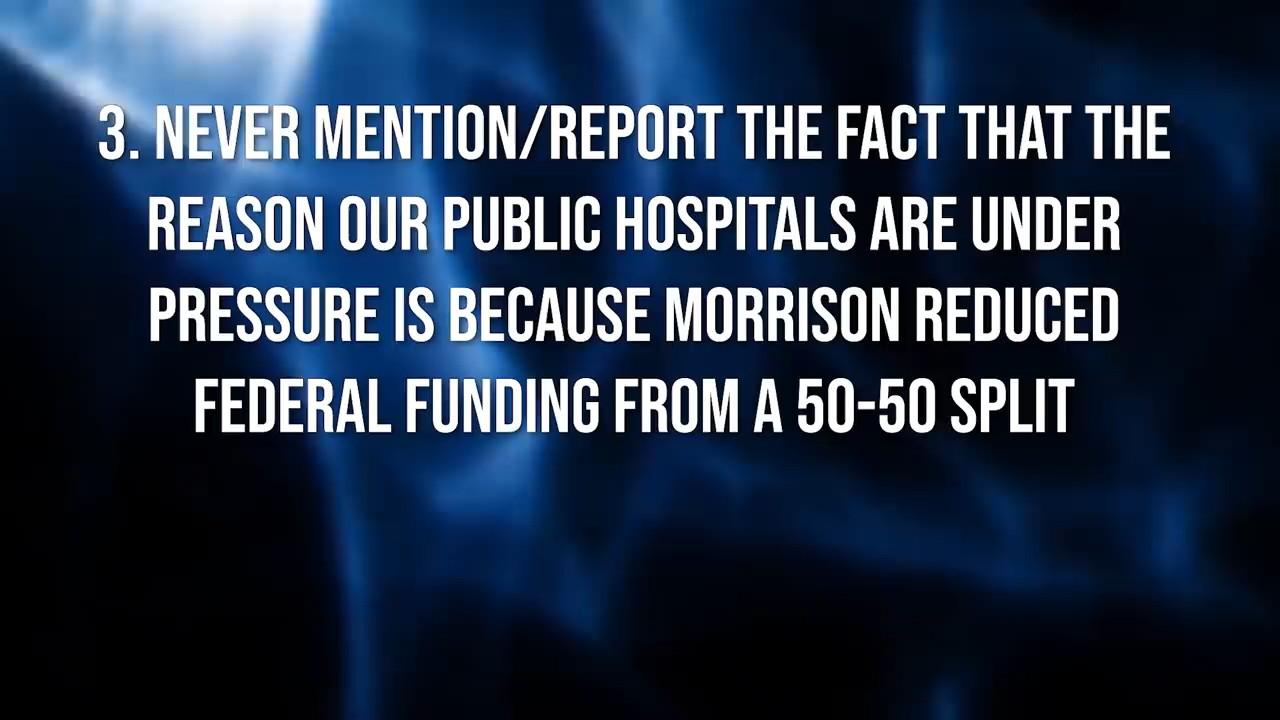 3. NEVER MENTION/REPORT THE FACT THAT THE
REASON OUR PUBLIC HOSPITALS ARE UNDER
PRESSURE IS BECAUSE MORRISON REDUCED
FEDERAL FUNDING FROM A 50-50 SPLIT